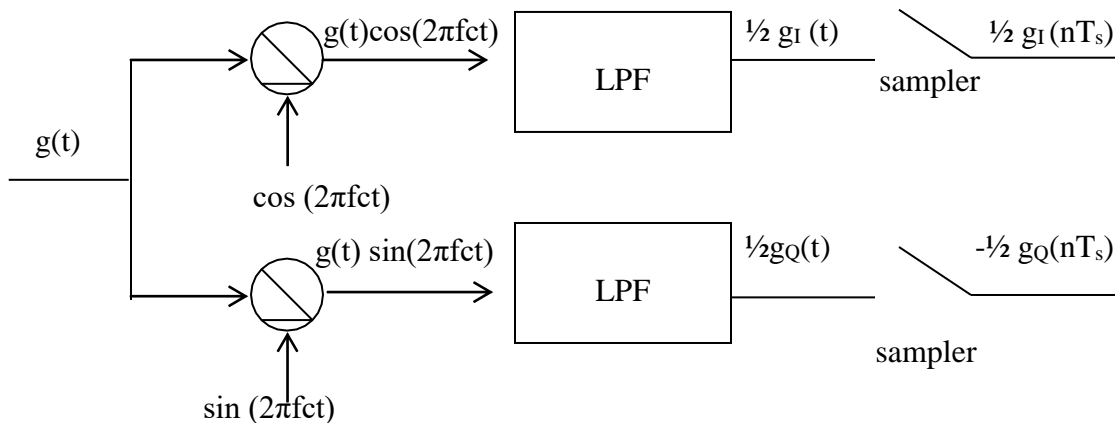 g(t)cos(2πfct)
½ gI (t)
½ gI (nTs)
LPF
sampler
g(t)
cos (2πfct)
g(t) sin(2πfct)
½gQ(t)
-½ gQ(nTs)
LPF
sampler
sin (2πfct)